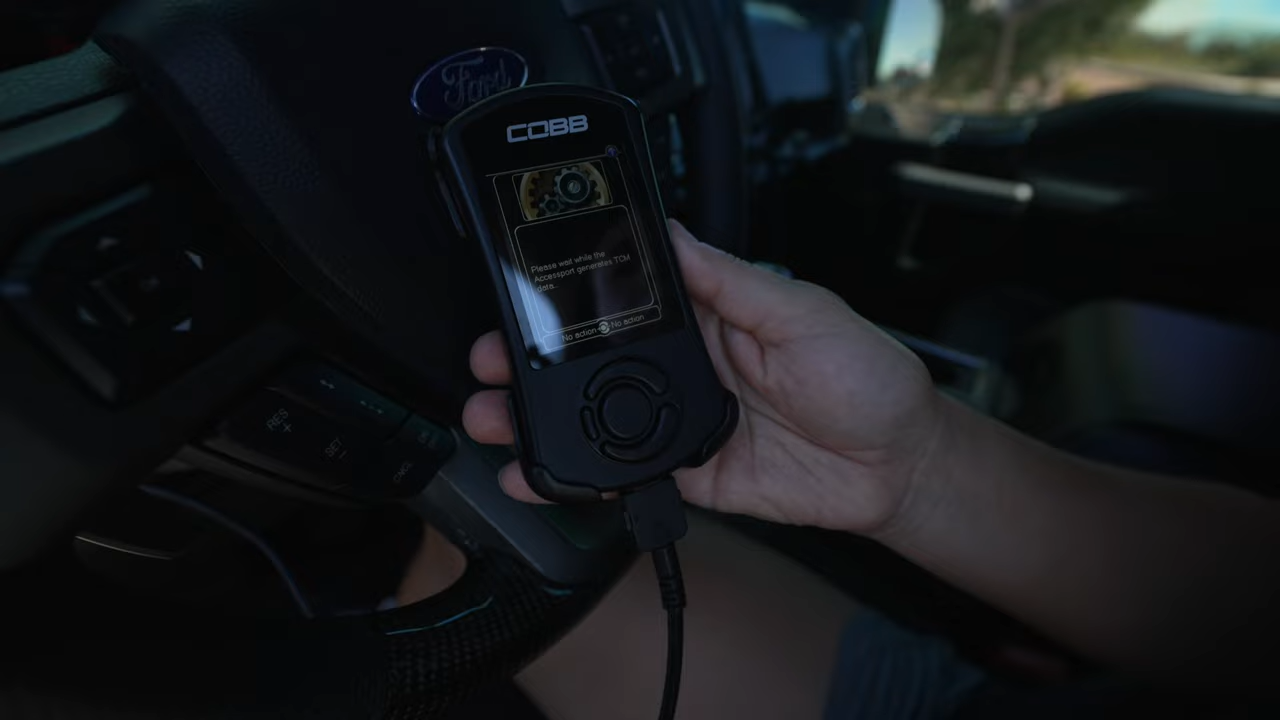 Ford
COBB
Please wait while the
Accessport generates TCM
data..
No action No action
RES
+
SET
-
CNCL